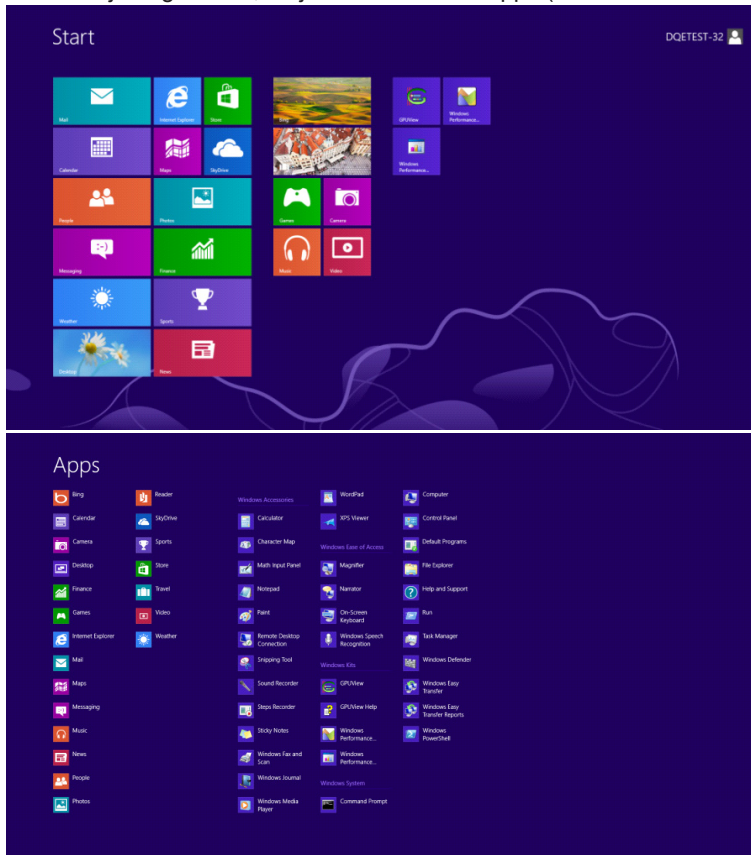 Start
DQETEST-32
Mail
Internet Explorer
Store
Bing
GPUView
Windows Performance...
Calendar
Maps
SkyDrive
Windows Performance...
People
Photos
Games
Camera
Messaging
Finance
Music
Video
Weather
Sports
Desktop
News
Apps
Bing
Calendar
Camera
Desktop
Finance
Games
Internet Explorer
Mail
Maps
Messaging
Music
News
People
Photos
Reader
SkyDrive
Sports
Store
Travel
Video
Weather
Windows Accessories
Calculator
Character Map
Math Input Panel
Notepad
Paint
Remote Desktop
Connection
Snipping Tool
Sound Recorder
Steps Recorder
Sticky Notes
Windows Fax and
Scan
Windows Journal
Windows Media
Player
WordPad
XPS Viewer
Windows Ease of Access
Magnifier
Narrator
On-Screen
Keyboard
Windows Speech
Recognition
Windows Kits
GPUView
GPUView Help
Windows
Performance...
Windows
Performance...
Windows System
Command Prompt
Computer
Control Panel
Default Programs
File Explorer
Help and Support
Run
Task Manager
Windows Defender
Windows Easy
Transfer
Windows Easy
Transfer Reports
Windows
PowerShell